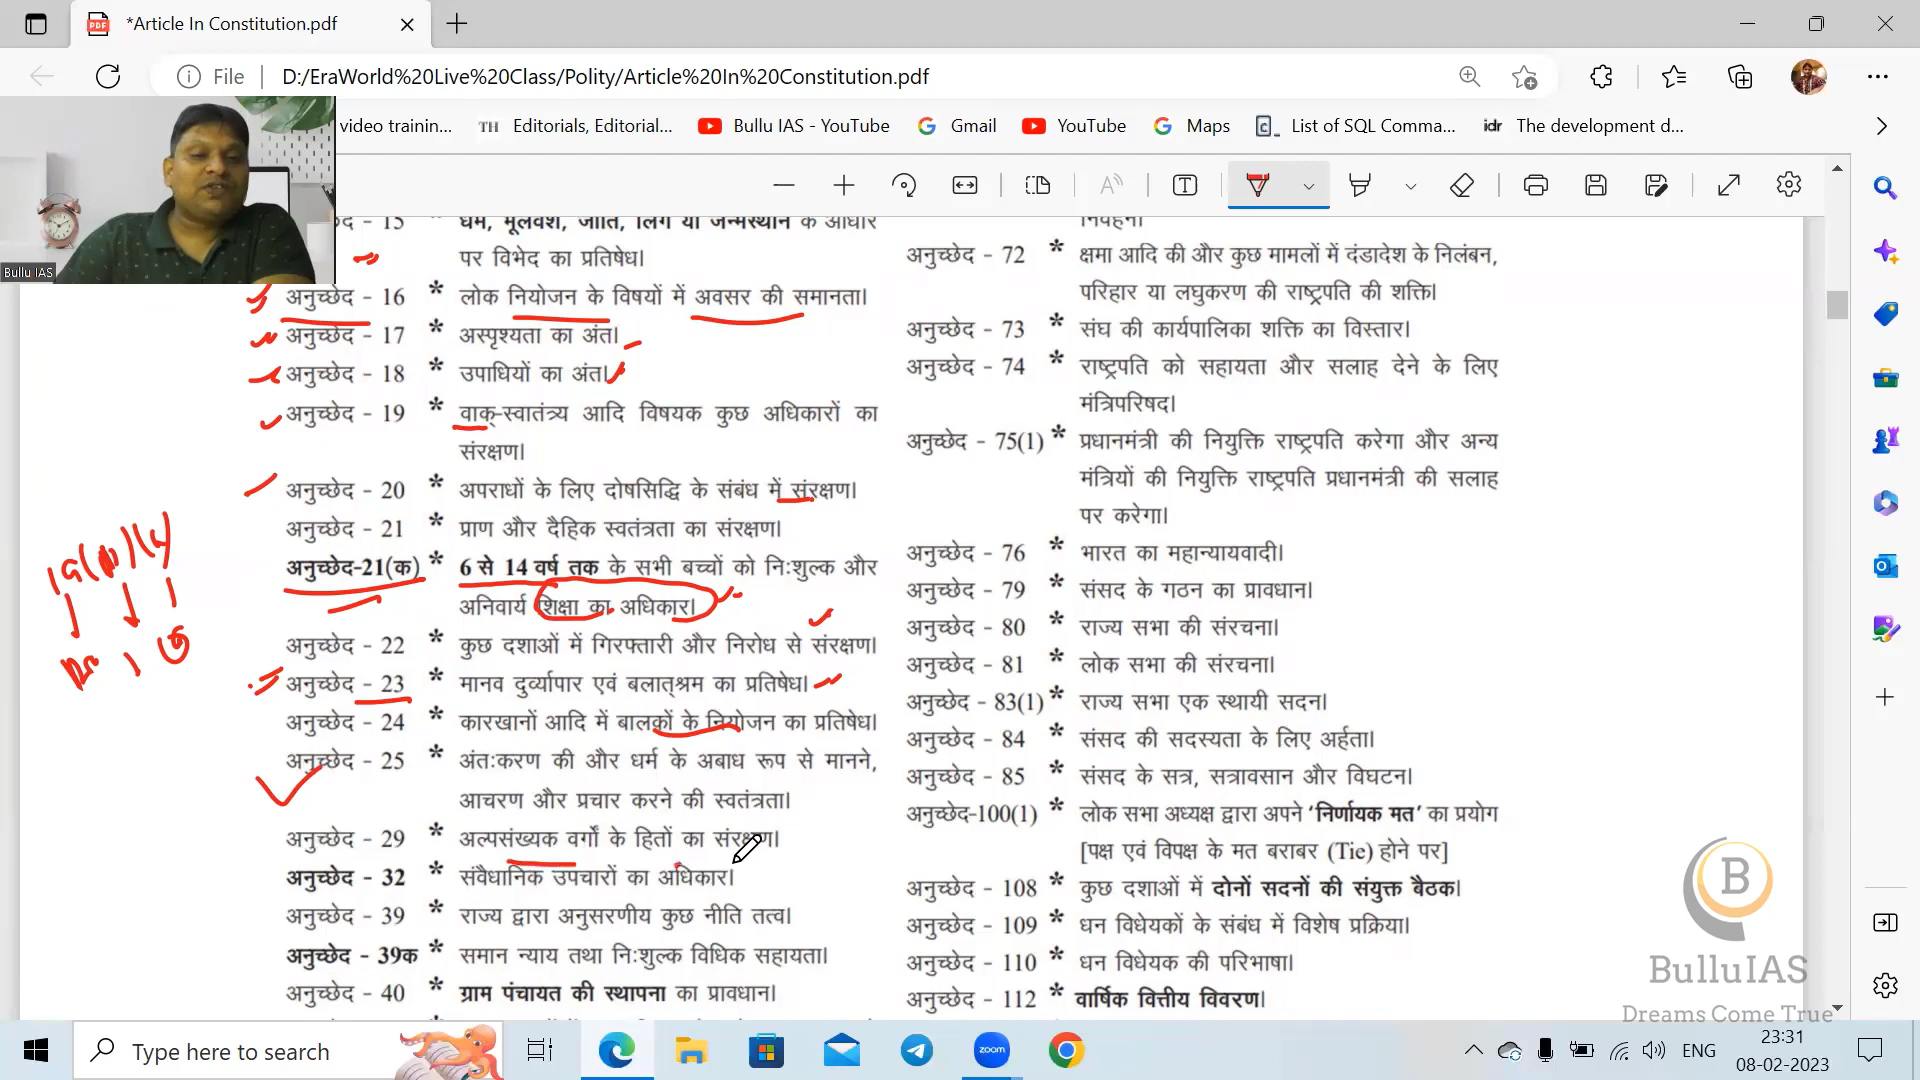 *Article In Constitution.pdf
File
D:/EraWorld%20Live%20Class/Polity/Article%20In%20Constitution.pdf
video trainin...
TH Editorials, Editorial...
Bullu IAS - YouTube
Gmail
YouTube
Maps
List of SQL Comma...
idr The development d...
Bullu IAS
च्छेद - 15 धर्म, मूलवंश, जाति, लिंग या जन्मस्थान के आधार
पर विभेद का प्रतिषेध।
अनुच्छेद - 16 * लोक नियोजन के विषयों में अवसर की समानता।
अनुच्छेद - 17 * अस्पृश्यता का अंत।
अनुच्छेद - 18 * उपाधियों का अंत।
अनुच्छेद - 19 * वाक्-स्वातंत्र्य आदि विषयक कुछ अधिकारों का
संरक्षण।
अनुच्छेद - 20 * अपराधों के लिए दोषसिद्धि के संबंध में संरक्षण।
अनुच्छेद - 21 * प्राण और दैहिक स्वतंत्रता का संरक्षण।
अनुच्छेद-21(क) * 6 से 14 वर्ष तक के सभी बच्चों को नि:शुल्क और
अनिवार्य शिक्षा का अधिकार।
अनुच्छेद - 22 * कुछ दशाओं में गिरफ्तारी और निरोध से संरक्षण।
अनुच्छेद - 23 * मानव दुर्व्यापार एवं बलात्श्रम का प्रतिषेध।
अनुच्छेद - 24 * कारखानों आदि में बालकों के नियोजन का प्रतिषेध।
अनुच्छेद - 25 * अंत:करण की और धर्म के अबाध रूप से मानने,
आचरण और प्रचार करने की स्वतंत्रता।
अनुच्छेद - 29 * अल्पसंख्यक वर्गों के हितों का संरक्षण।
अनुच्छेद - 32 * संवैधानिक उपचारों का अधिकार।
अनुच्छेद - 39 * राज्य द्वारा अनुसरणीय कुछ नीति तत्व।
अनुच्छेद - 39क * समान न्याय तथा नि:शुल्क विधिक सहायता।
अनुच्छेद - 40 * ग्राम पंचायत की स्थापना का प्रावधान।
निर्वहन।
अनुच्छेद - 72 * क्षमा आदि की और कुछ मामलों में दंडादेश के निलंबन,
परिहार या लघुकरण की राष्ट्रपति की शक्ति।
अनुच्छेद - 73 * संघ की कार्यपालिका शक्ति का विस्तार।
अनुच्छेद - 74 * राष्ट्रपति को सहायता और सलाह देने के लिए
मंत्रिपरिषद।
अनुच्छेद - 75(1) * प्रधानमंत्री की नियुक्ति राष्ट्रपति करेगा और अन्य
मंत्रियों की नियुक्ति राष्ट्रपति प्रधानमंत्री की सलाह
पर करेगा।
अनुच्छेद - 76 * भारत का महान्यायवादी।
अनुच्छेद - 79 * संसद के गठन का प्रावधान।
अनुच्छेद - 80 * राज्य सभा की संरचना।
अनुच्छेद - 81 * लोक सभा की संरचना।
अनुच्छेद - 83(1) * राज्य सभा एक स्थायी सदन।
अनुच्छेद - 84 * संसद की सदस्यता के लिए अर्हता।
अनुच्छेद - 85 * संसद के सत्र, सत्रावसान और विघटन।
अनुच्छेद-100(1) * लोक सभा अध्यक्ष द्वारा अपने ‘निर्णायक मत’ का प्रयोग
[पक्ष एवं विपक्ष के मत बराबर (Tie) होने पर]
अनुच्छेद - 108 * कुछ दशाओं में दोनों सदनों की संयुक्त बैठक।
अनुच्छेद - 109 * धन विधेयकों के संबंध में विशेष प्रक्रिया।
अनुच्छेद - 110 * धन विधेयक की परिभाषा।
अनुच्छेद - 112 * वार्षिक वित्तीय विवरण।
B
BulluIAS
Dreams Come True
Type here to search
zoom
ENG
23:31
08-02-2023